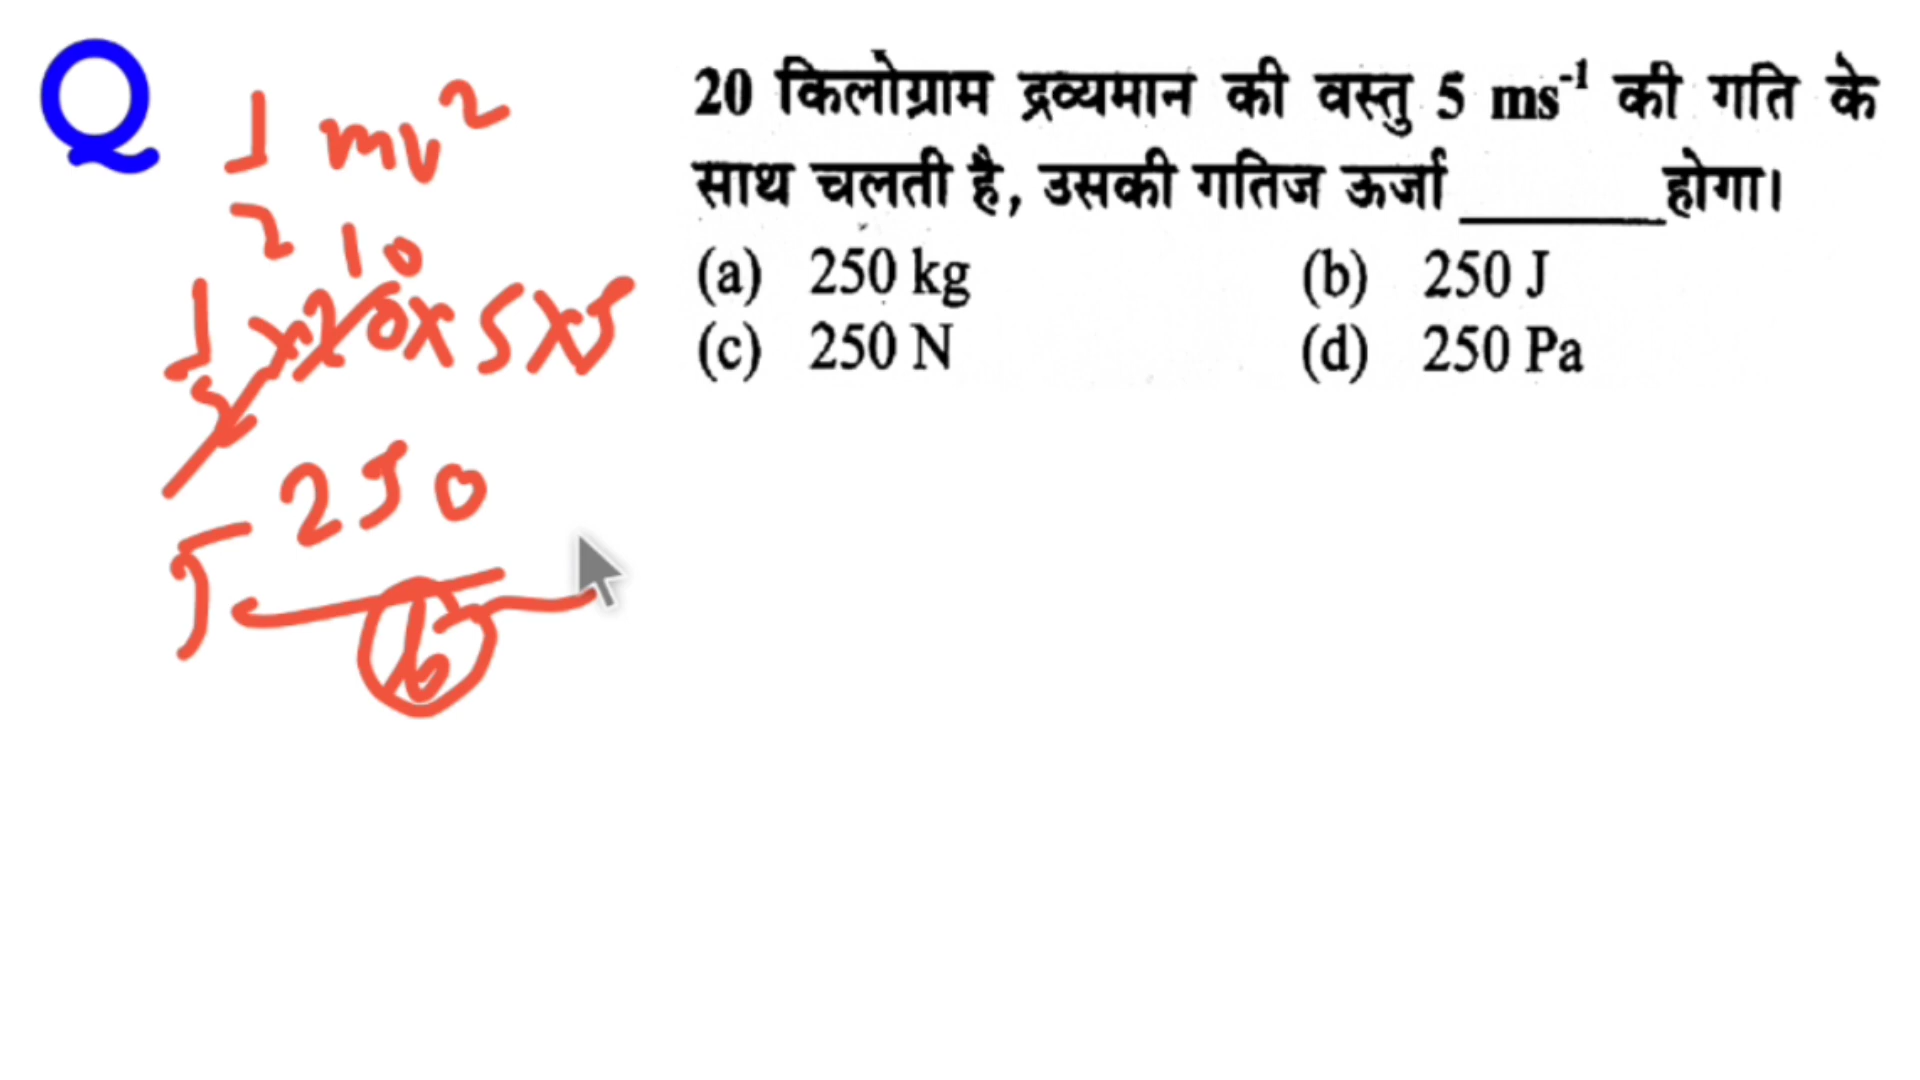 Q
20 किलोग्राम द्रव्यमान की वस्तु 5 ms⁻¹ की गति के
साथ चलती है, उसकी गतिज ऊर्जा ______ होगा।
(a) 250 kg (b) 250 J
(c) 250 N (d) 250 Pa
1/2 mv²
10
1/2 × 20 × 5 × 5
250
J